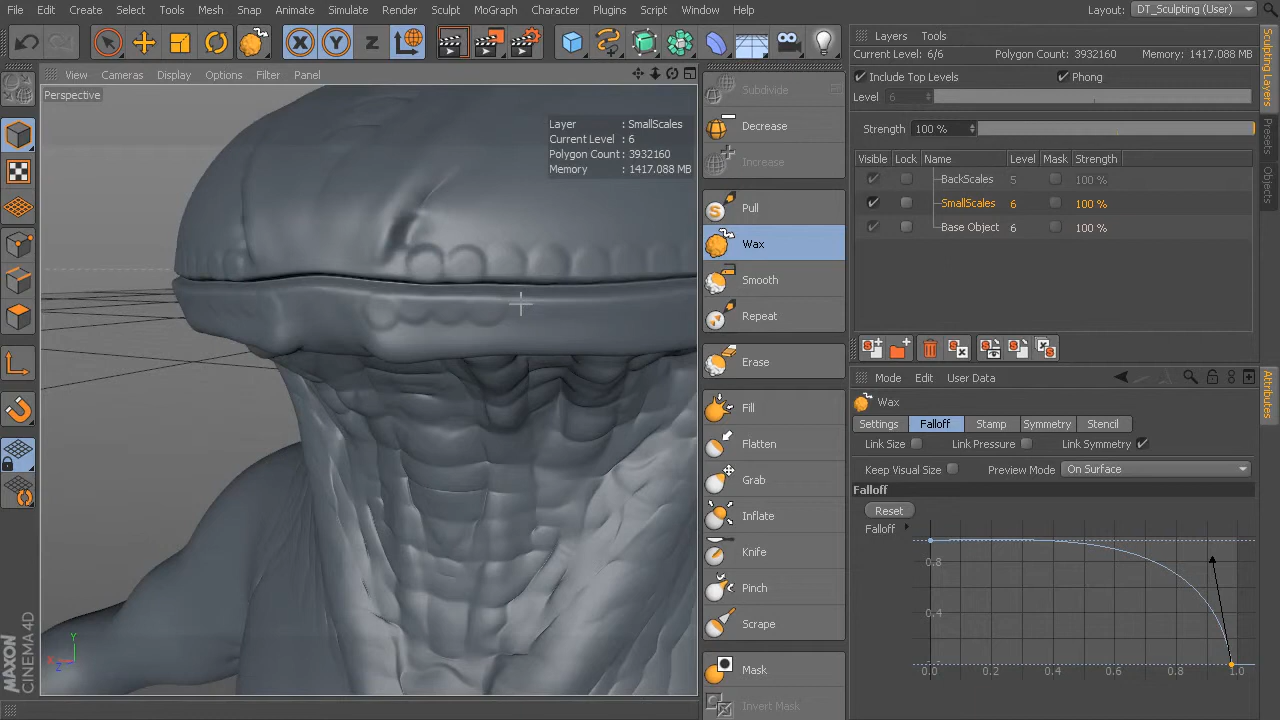 File Edit Create Select Tools Mesh Snap Animate Simulate Render Sculpt MoGraph Character Plugins Script Window Help Layout: DT_Sculpting (User)
X Y Z
View Cameras Display Options Filter Panel
Perspective
Layer : SmallScales
Current Level : 6
Polygon Count : 3932160
Memory : 1417.088 MB
Y
X
Z
MAXON
CINEMA 4D
Subdivide
Decrease
Increase
Pull
Wax
Smooth
Repeat
Erase
Fill
Flatten
Grab
Inflate
Knife
Pinch
Scrape
Mask
Invert Mask
Layers Tools
Current Level: 6/6 Polygon Count: 3932160 Memory: 1417.088 MB
Include Top Levels Phong
Level 6
Strength 100 %
Visible Lock Name Level Mask Strength
BackScales 5 100 %
SmallScales 6 100 %
Base Object 6 100 %
Mode Edit User Data
Wax
Settings Falloff Stamp Symmetry Stencil
Link Size Link Pressure Link Symmetry
Keep Visual Size Preview Mode On Surface
Falloff
Reset
Falloff
0.8
0.4
0.0 0.2 0.4 0.6 0.8 1.0
Sculpting Layers
Presets
Objects
Attributes